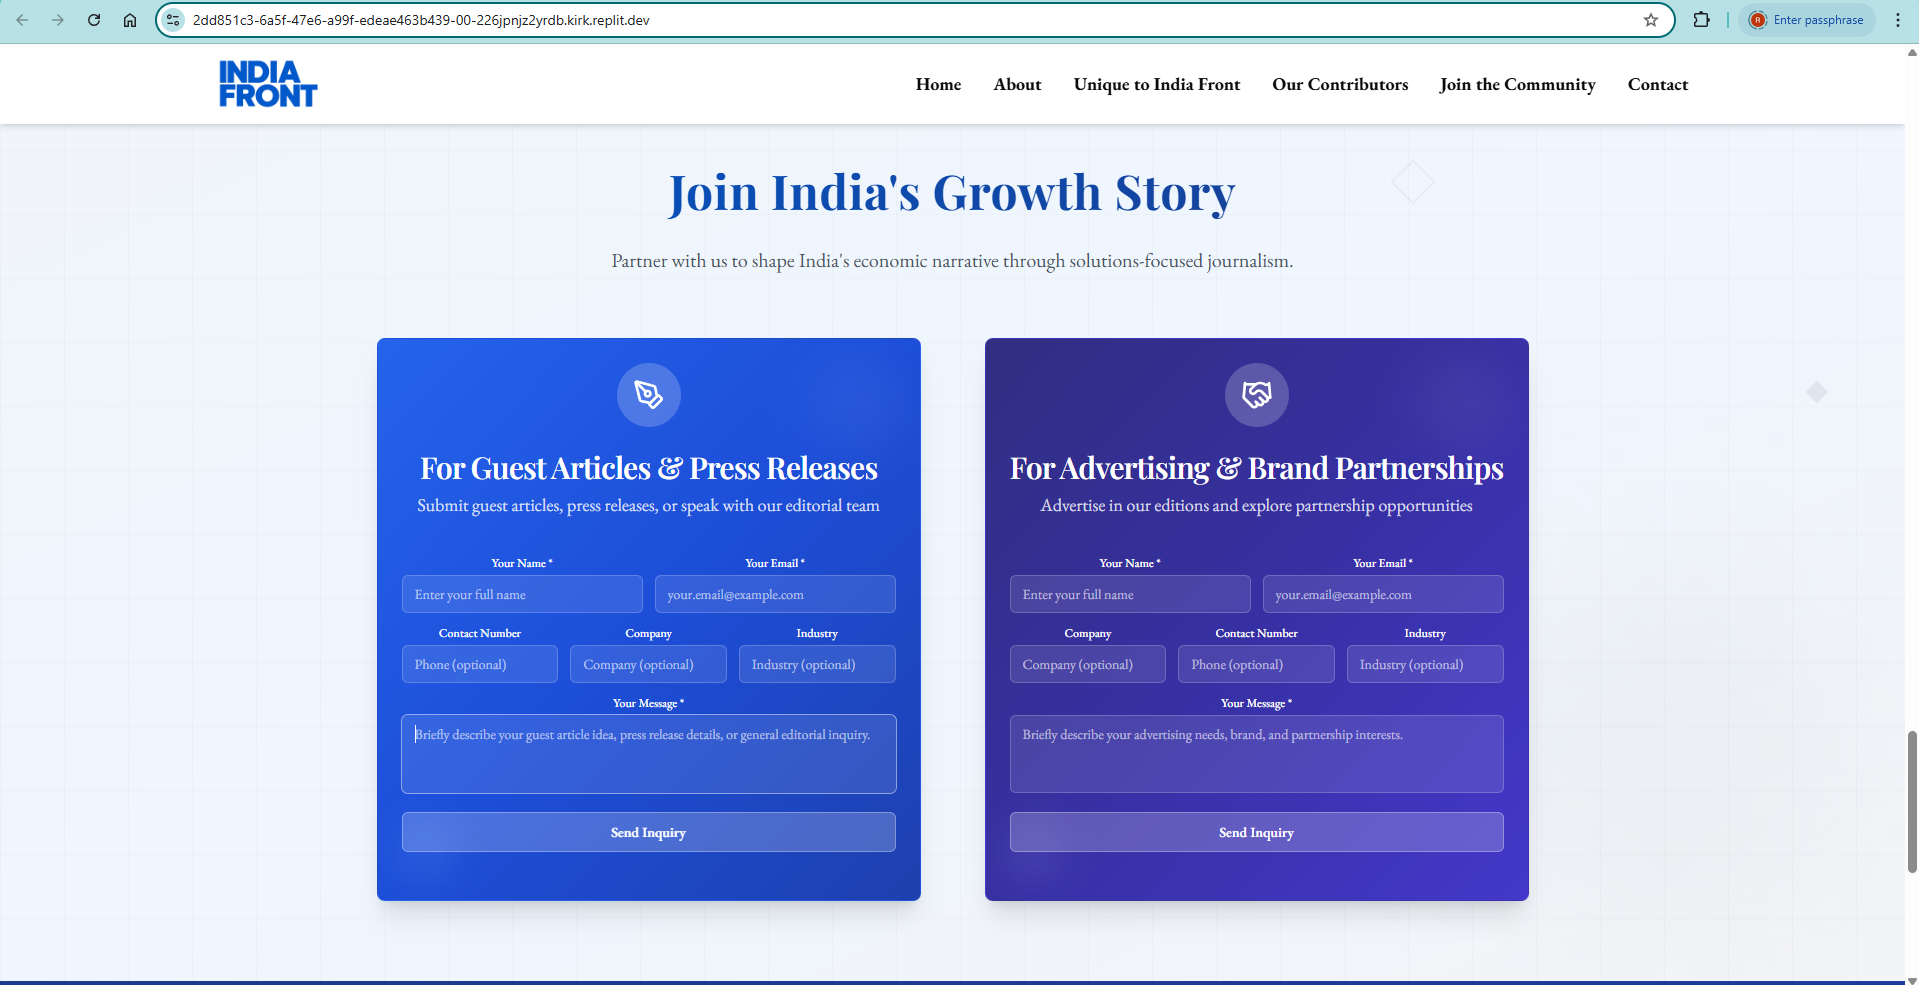 2dd851c3-6a5f-47e6-a99f-edeae463b439-00-226jpnjz2yrdb.kirk.replit.dev
R
Enter passphrase
INDIA
FRONT
Home About Unique to India Front Our Contributors Join the Community Contact
Join India's Growth Story
Partner with us to shape India's economic narrative through solutions-focused journalism.
For Guest Articles & Press Releases
Submit guest articles, press releases, or speak with our editorial team
Your Name * Your Email *
Enter your full name your.email@example.com
Contact Number Company Industry
Phone (optional) Company (optional) Industry (optional)
Your Message *
Briefly describe your guest article idea, press release details, or general editorial inquiry.
Send Inquiry
For Advertising & Brand Partnerships
Advertise in our editions and explore partnership opportunities
Your Name * Your Email *
Enter your full name your.email@example.com
Company Contact Number Industry
Company (optional) Phone (optional) Industry (optional)
Your Message *
Briefly describe your advertising needs, brand, and partnership interests.
Send Inquiry